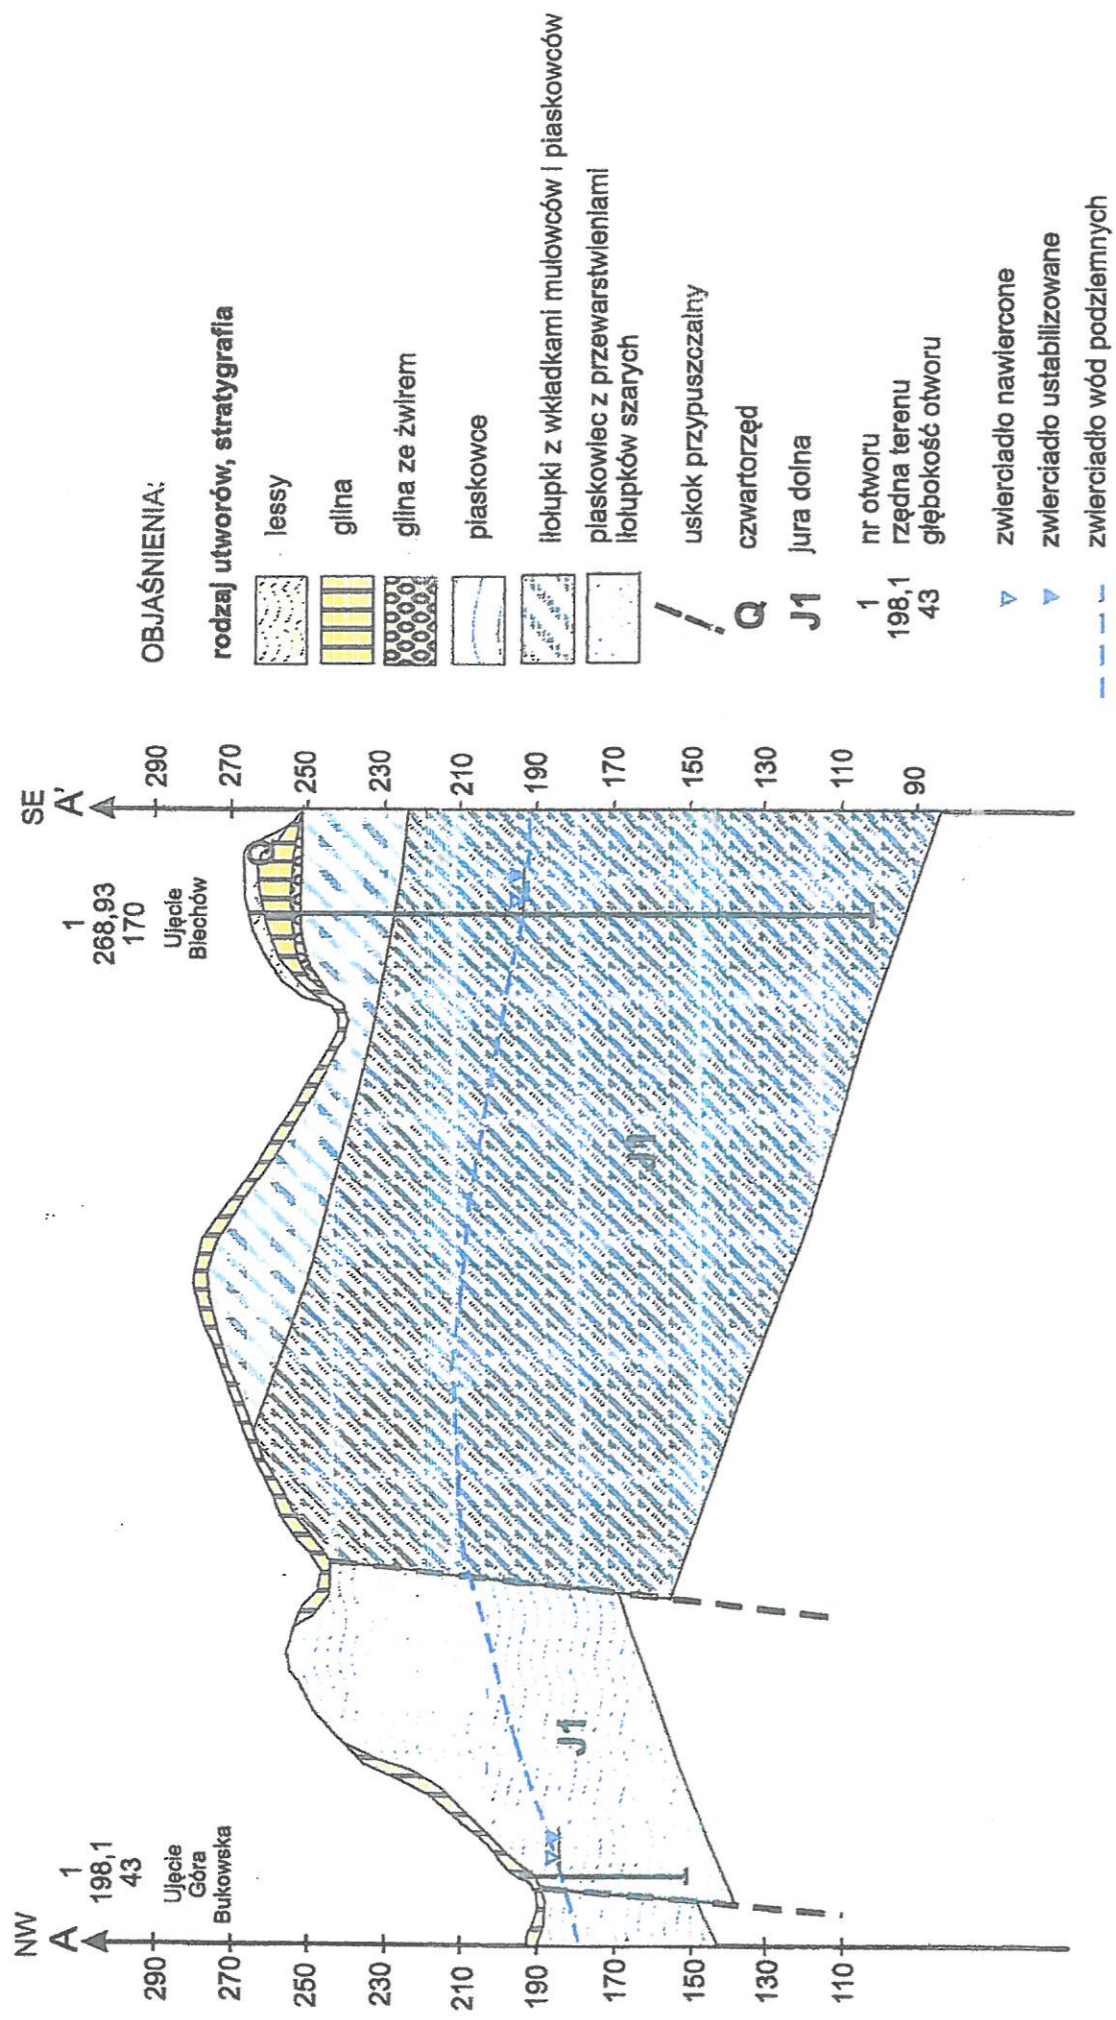 NW
A
1
198,1
43
Ujęcie
Góra
Bukowska
290
270
250
230
210
190
170
150
130
110
J1
J1
SE
A'
1
268,93
170
Ujęcie
Blechów
Q
290
270
250
230
210
190
170
150
130
110
90
OBJAŚNIENIA:
rodzaj utworów, stratygrafia
lessy
glina
glina ze żwirem
piaskowce
iłołupki z wkładkami mułowców i piaskowców
piaskowiec z przewarstwieniami
iłołupków szarych
uskok przypuszczalny
Q czwartorzęd
J1 jura dolna
1 nr otworu
198,1 rzędna terenu
43 głębokość otworu
zwierciadło nawiercone
zwierciadło ustabilizowane
zwierciadło wód podziemnych